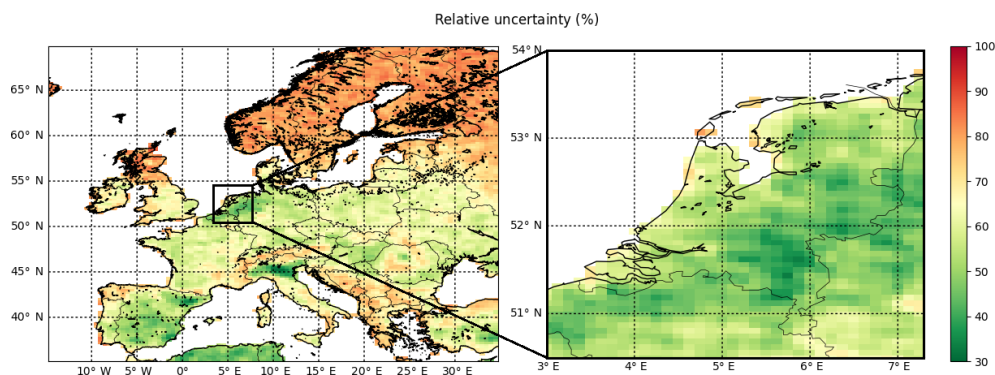 Relative uncertainty (%)
65° N
60° N
55° N
50° N
45° N
40° N
10° W 5° W 0° 5° E 10° E 15° E 20° E 25° E 30° E
54° N
53° N
52° N
51° N
3° E 4° E 5° E 6° E 7° E
100
90
80
70
60
50
40
30